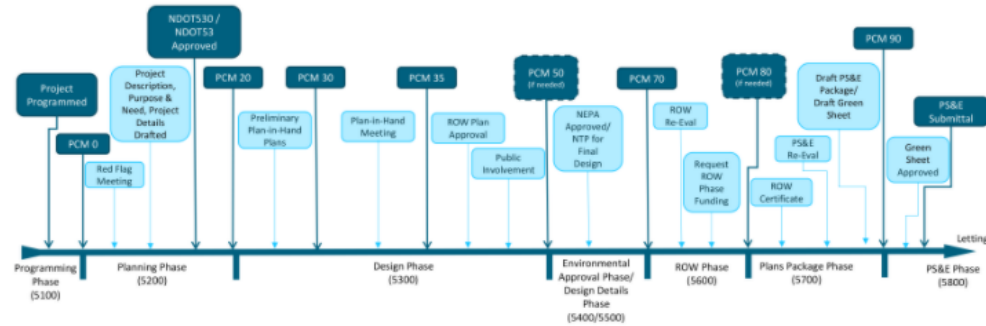 NDOT530 /
NDOT53
Approved
Project
Programmed
PCM 0
Red Flag
Meeting
Project
Description,
Purpose &
Need, Project
Details
Drafted
PCM 20
Preliminary
Plan-in-Hand
Plans
PCM 30
Plan-in-Hand
Meeting
PCM 35
ROW Plan
Approval
Public
Involvement
PCM 50
(if needed)
NEPA
Approved/
NTP for
Final
Design
PCM 70
ROW
Re-Eval
Request
ROW
Phase
Funding
PCM 80
(if needed)
ROW
Certificate
PS&E
Re-Eval
Draft PS&E
Package/
Draft Green
Sheet
PCM 90
Green
Sheet
Approved
PS&E
Submittal
Letting
Programming
Phase
(5100)
Planning Phase
(5200)
Design Phase
(5300)
Environmental
Approval Phase/
Design Details
Phase
(5400/5500)
ROW Phase
(5600)
Plans Package Phase
(5700)
PS&E Phase
(5800)